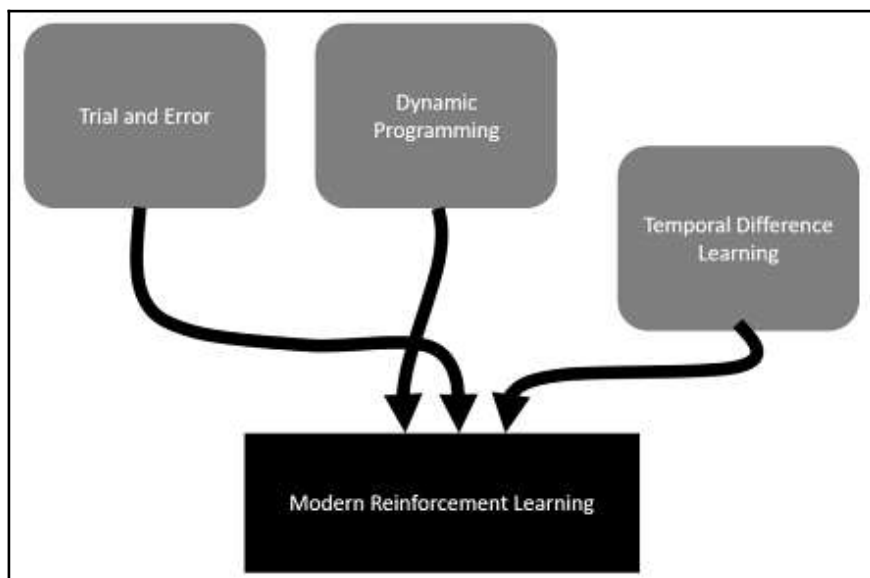 Trial and Error
Dynamic
Programming
Temporal Difference
Learning
Modern Reinforcement Learning